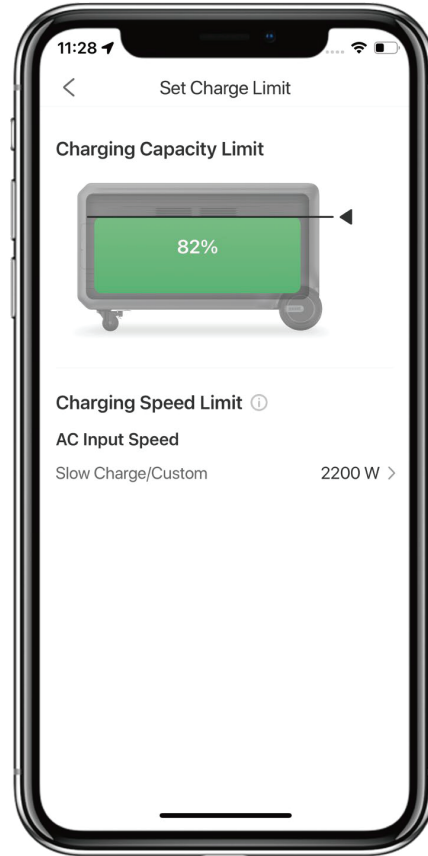 11:28
Set Charge Limit
Charging Capacity Limit
82%
Charging Speed Limit
AC Input Speed
Slow Charge/Custom 2200 W